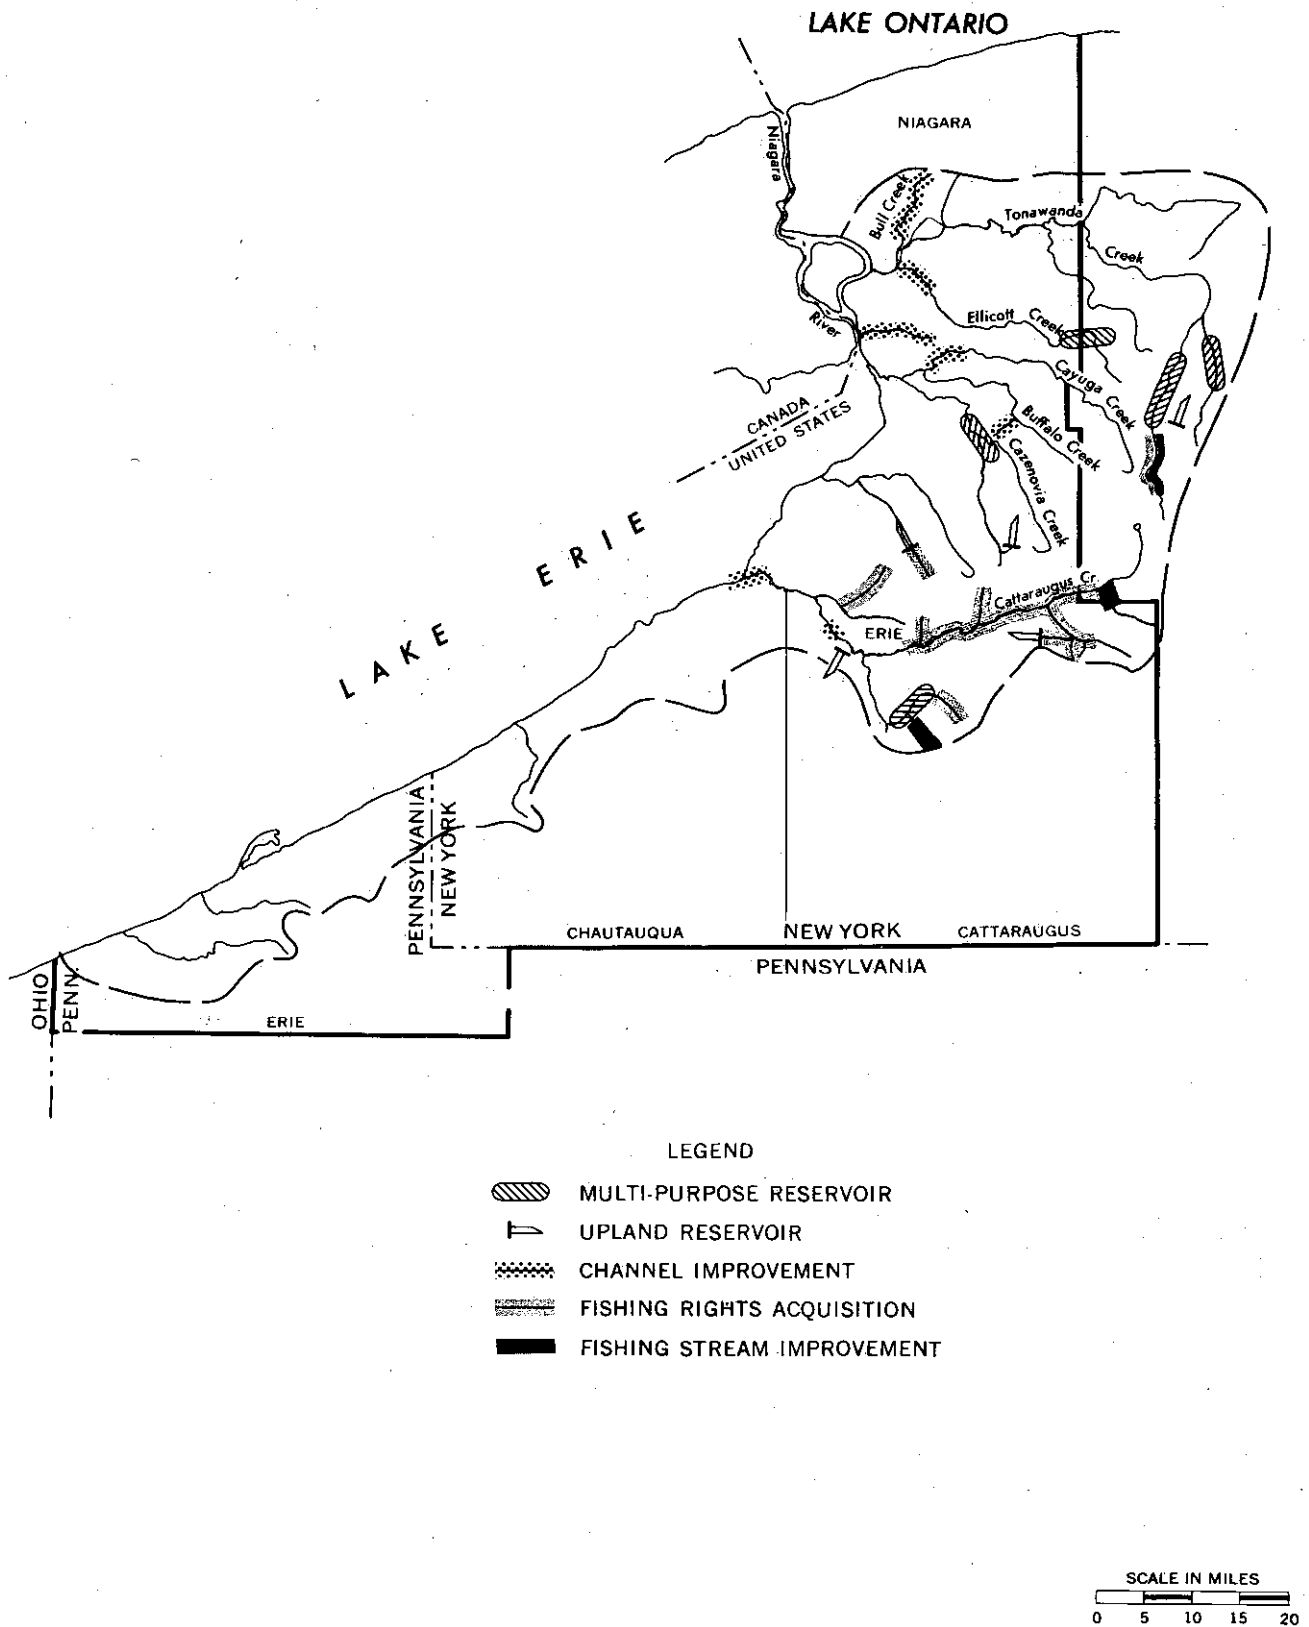 LAKE ONTARIO
NIAGARA
Niagara
Bull Creek
Tonawanda
Creek
River
Ellicott Creek
Cayuga Creek
CANADA
UNITED STATES
Buffalo Creek
Cazenovia Creek
LAKE ERIE
Cattaraugus Cr.
ERIE
PENNSYLVANIA
NEW YORK
CHAUTAUQUA
NEW YORK
CATTARAUGUS
PENNSYLVANIA
OHIO
PENN.
ERIE
LEGEND
MULTI-PURPOSE RESERVOIR
UPLAND RESERVOIR
CHANNEL IMPROVEMENT
FISHING RIGHTS ACQUISITION
FISHING STREAM IMPROVEMENT
SCALE IN MILES
0 5 10 15 20